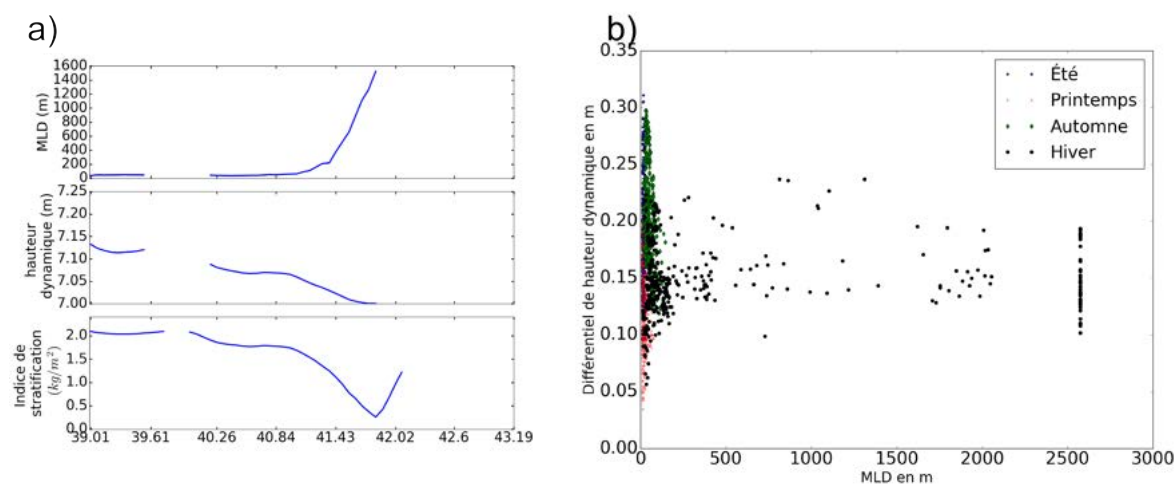 a)
1600
1400
1200
1000
800
600
400
200
0
MLD (m)
7.25
7.20
7.15
7.10
7.05
7.00
hauteur
dynamique (m)
2.0
1.5
1.0
0.5
0.0
Indice de
stratification
(kg/m²)
39.01 39.61 40.26 40.84 41.43 42.02 42.6 43.19
b)
0.35
0.30
0.25
0.20
0.15
0.10
0.05
0.00
Différentiel de hauteur dynamique en m
Été
Printemps
Automne
Hiver
0 500 1000 1500 2000 2500 3000
MLD en m